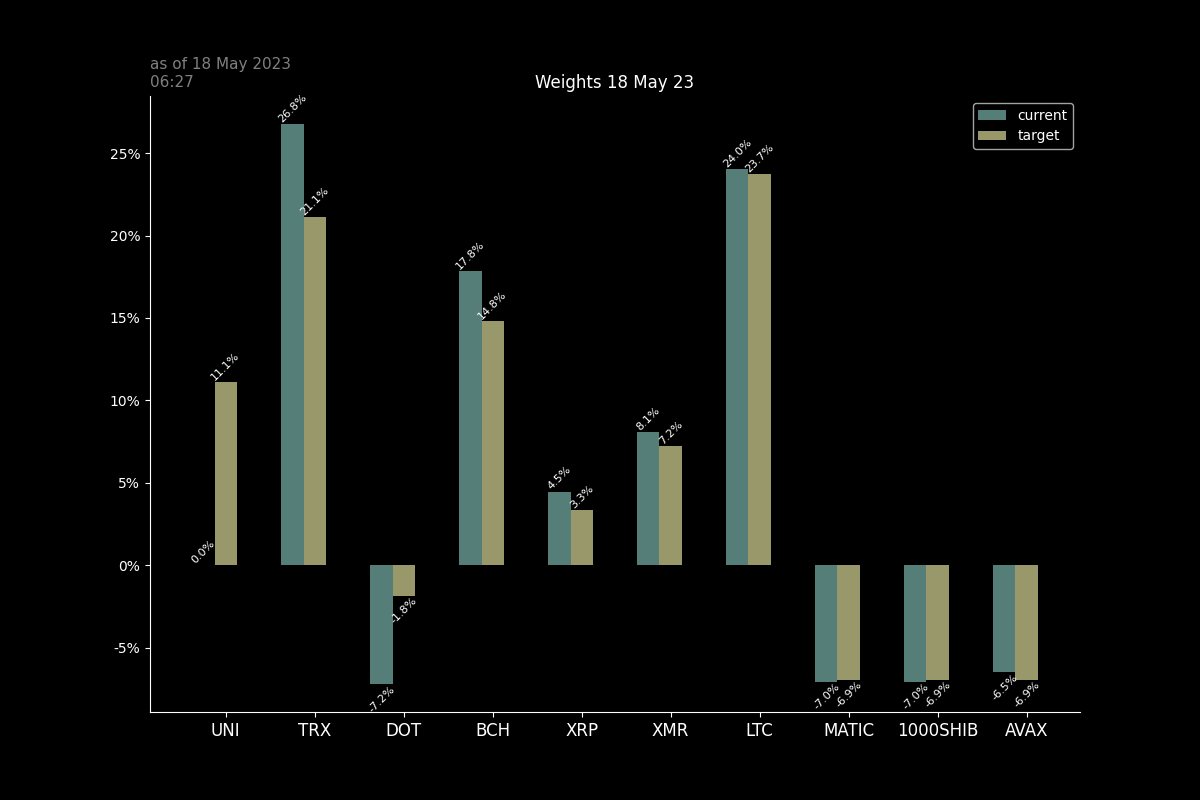 as of 18 May 2023
06:27
Weights 18 May 23
current
target
25%
20%
15%
10%
5%
0%
-5%
0.0%
11.1%
26.8%
21.1%
-7.2%
-1.8%
17.8%
14.8%
4.5%
3.3%
8.1%
7.2%
24.0%
23.7%
-7.0%
-6.9%
-7.0%
-6.9%
-6.5%
-6.9%
UNI
TRX
DOT
BCH
XRP
XMR
LTC
MATIC
1000SHIB
AVAX